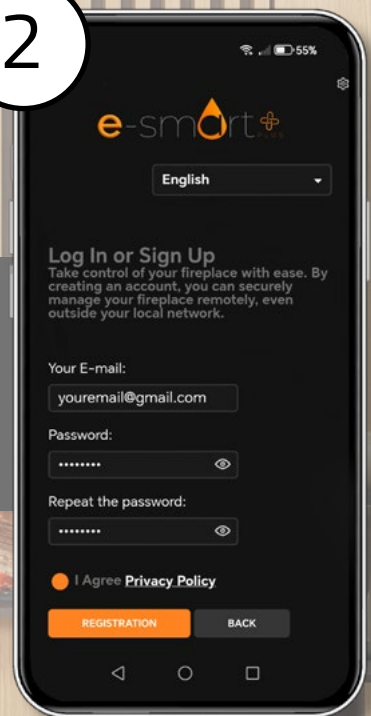 2
55%
e-smart
PLUS
English
Log In or Sign Up
Take control of your fireplace with ease. By
creating an account, you can securely
manage your fireplace remotely, even
outside your local network.
Your E-mail:
youremail@gmail.com
Password:
••••••••
Repeat the password:
••••••••
I Agree Privacy Policy
REGISTRATION
BACK